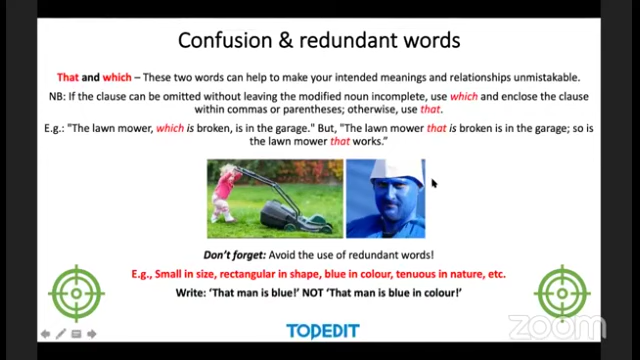 Confusion & redundant words
That and which – These two words can help to make your intended meanings and relationships unmistakable.
NB: If the clause can be omitted without leaving the modified noun incomplete, use which and enclose the clause
within commas or parentheses; otherwise, use that.
E.g.: "The lawn mower, which is broken, is in the garage." But, "The lawn mower that is broken is in the garage; so is
the lawn mower that works."
Don't forget: Avoid the use of redundant words!
E.g., Small in size, rectangular in shape, blue in colour, tenuous in nature, etc.
Write: 'That man is blue!' NOT 'That man is blue in colour!'
TOPEDIT
zoom